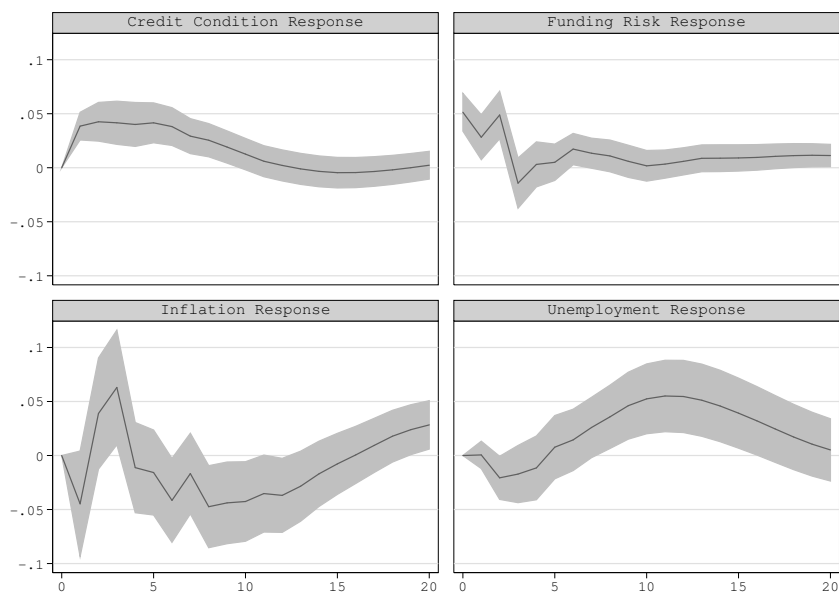 Credit Condition Response
Funding Risk Response
.1
.05
0
-.05
-.1
Inflation Response
Unemployment Response
.1
.05
0
-.05
-.1
0 5 10 15 20
0 5 10 15 20